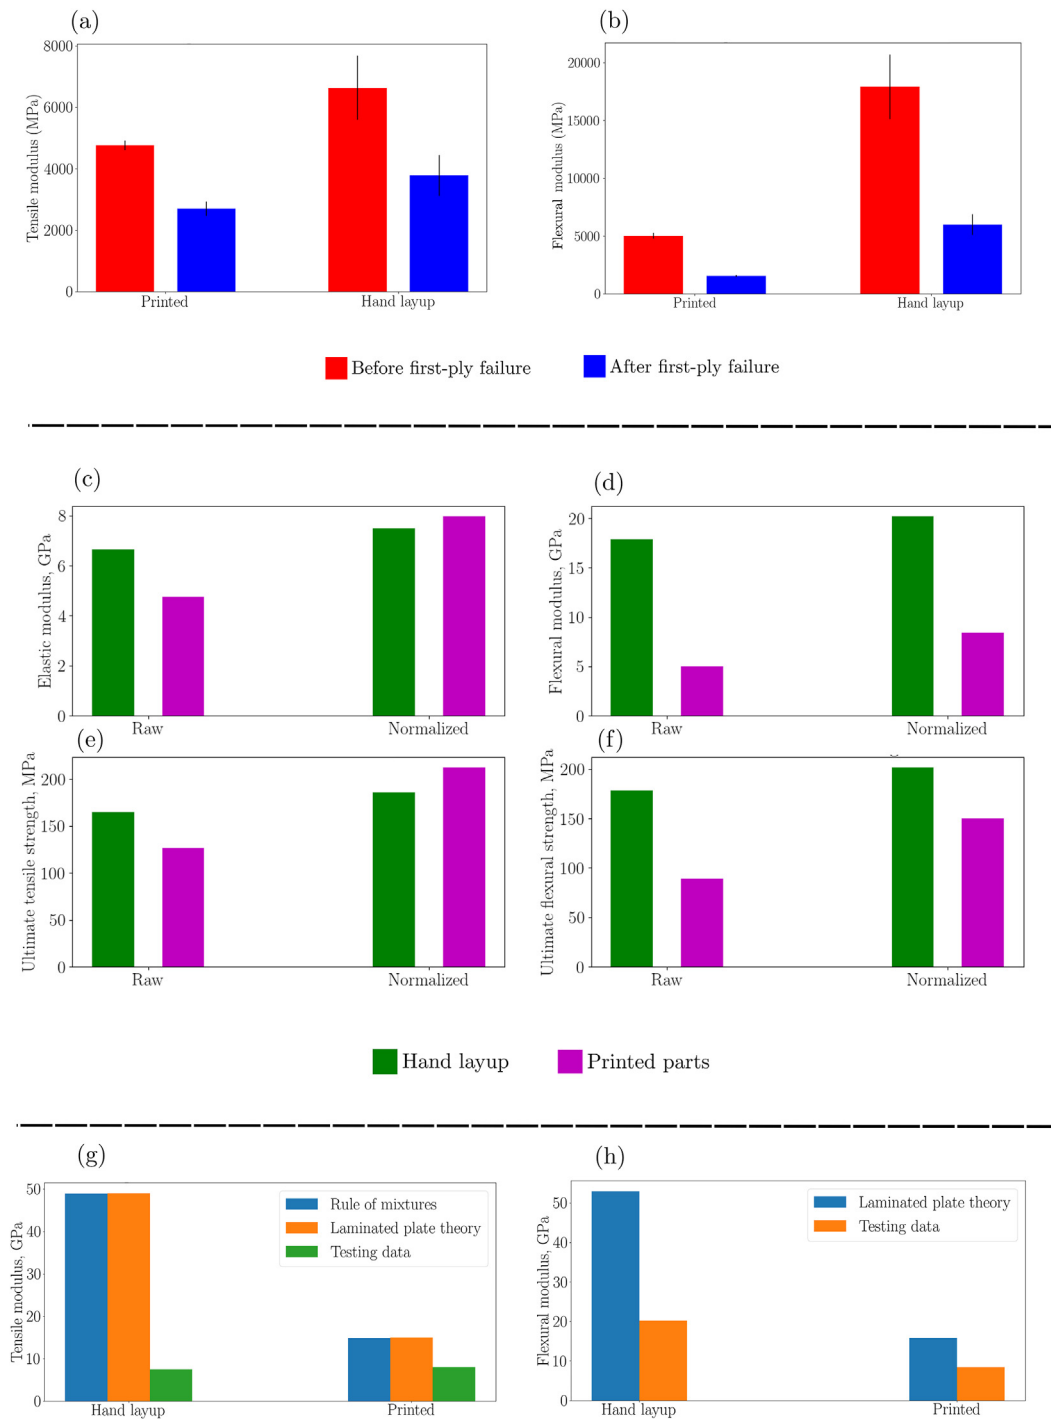 (a)
Tensile modulus (MPa)
8000
6000
4000
2000
0
Printed
Hand layup
(b)
Flexural modulus (MPa)
20000
15000
10000
5000
0
Printed
Hand layup
Before first-ply failure
After first-ply failure
(c)
Elastic modulus, GPa
8
6
4
2
0
Raw
Normalized
(d)
Flexural modulus, GPa
20
15
10
5
0
Raw
Normalized
(e)
Ultimate tensile strength, MPa
200
150
100
50
0
Raw
Normalized
(f)
Ultimate flexural strength, MPa
200
150
100
50
0
Raw
Normalized
Hand layup
Printed parts
(g)
Tensile modulus, GPa
50
40
30
20
10
0
Rule of mixtures
Laminated plate theory
Testing data
Hand layup
Printed
(h)
Flexural modulus, GPa
50
40
30
20
10
0
Laminated plate theory
Testing data
Hand layup
Printed